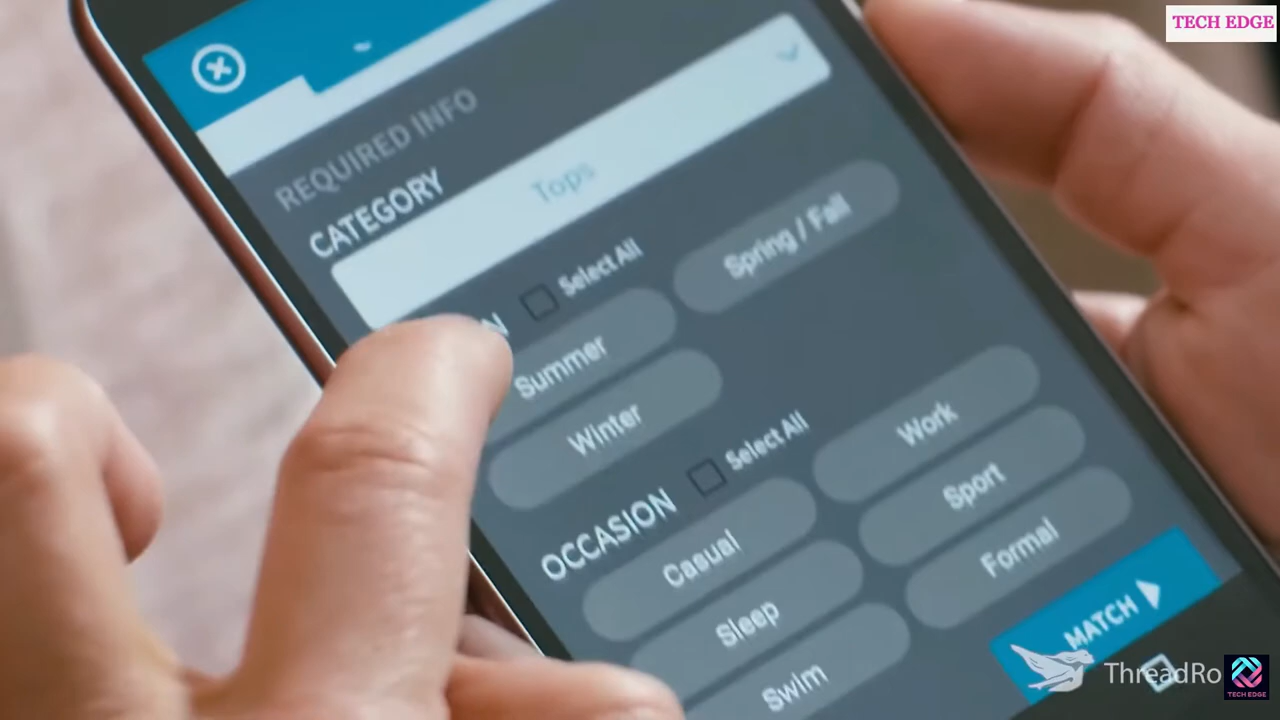 TECH EDGE
REQUIRED INFO
CATEGORY
Tops
Select All
Summer
Spring / Fall
Winter
OCCASION
Select All
Casual
Work
Sleep
Sport
Swim
Formal
MATCH
ThreadRo
TECH EDGE